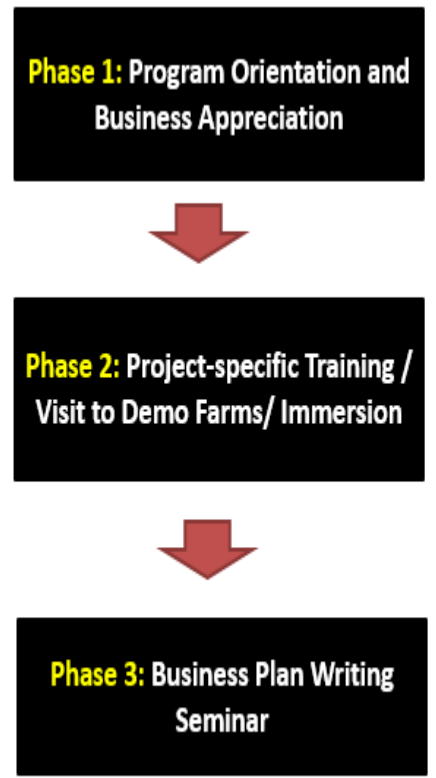 Phase 1: Program Orientation and
Business Appreciation
Phase 2: Project-specific Training /
Visit to Demo Farms/ Immersion
Phase 3: Business Plan Writing
Seminar